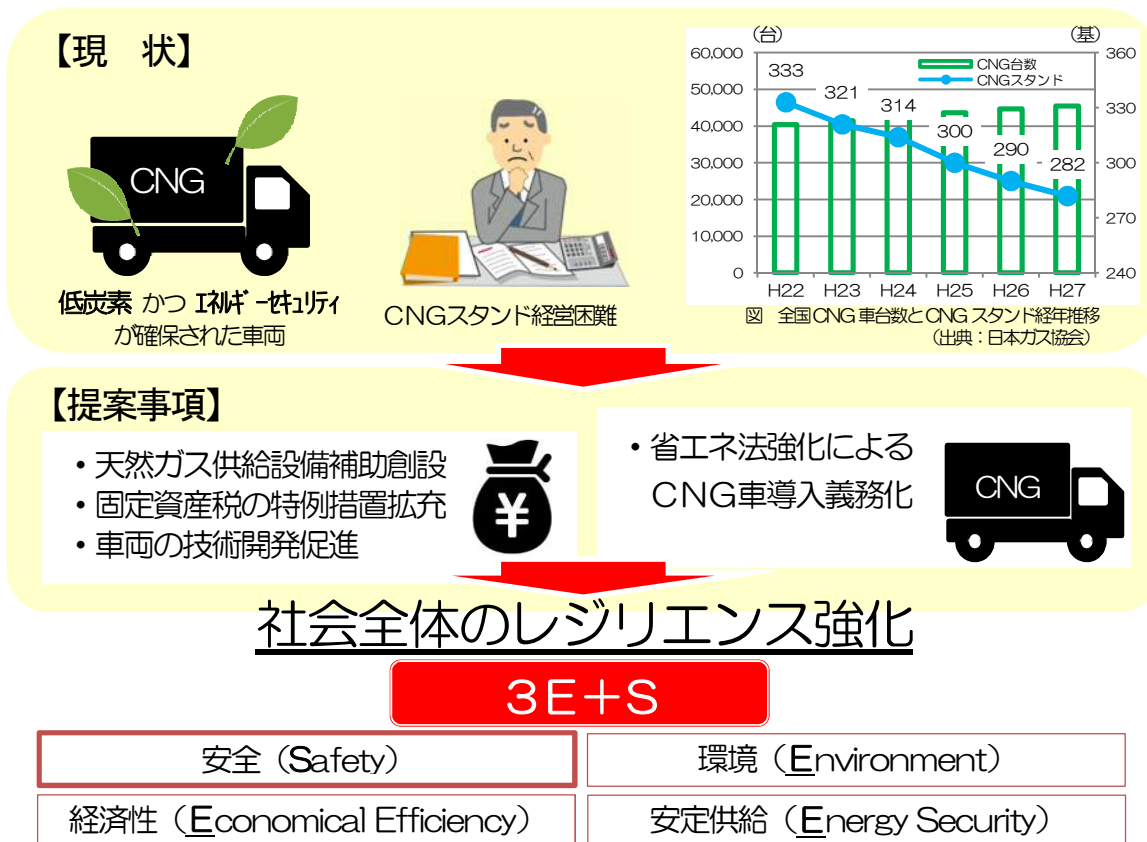 【現　状】
CNG
低炭素 かつ エネルギーセキュリティ
が確保された車両
CNGスタンド経営困難
(台)
(基)
60,000
50,000
40,000
30,000
20,000
10,000
0
360
330
300
270
240
CNG台数
CNGスタンド
333
321
314
300
290
282
H22 H23 H24 H25 H26 H27
図　全国CNG車台数とCNGスタンド経年推移
（出典：日本ガス協会）
【提案事項】
・天然ガス供給設備補助創設
・固定資産税の特例措置拡充
・車両の技術開発促進
¥
・省エネ法強化による
CNG車導入義務化
CNG
社会全体のレジリエンス強化
３E＋S
安全（Safety）
環境（Environment）
経済性（Economical Efficiency）
安定供給（Energy Security）